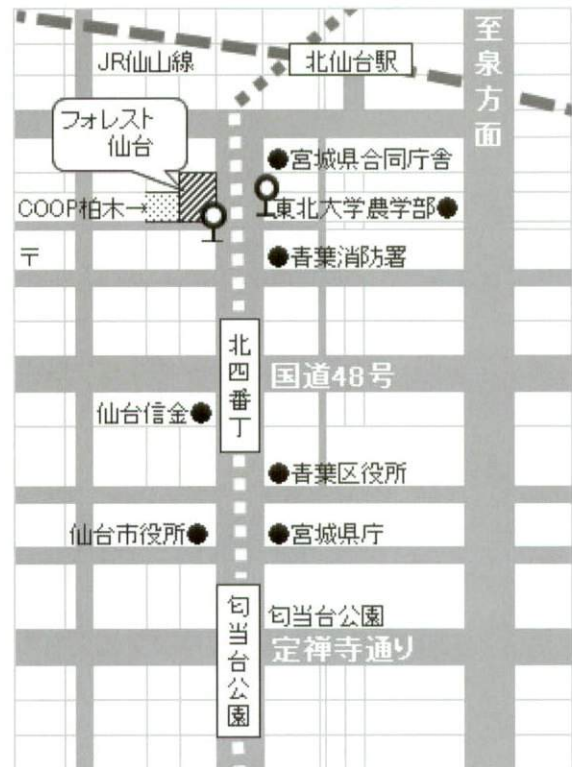 至泉方面
JR仙山線
北仙台駅
フォレスト
仙台
●宮城県合同庁舎
COOP柏木→
東北大学農学部●
〒
●青葉消防署
北四番丁
国道48号
仙台信金●
●青葉区役所
仙台市役所●
●宮城県庁
匂当台公園
匂当台公園
定禅寺通り